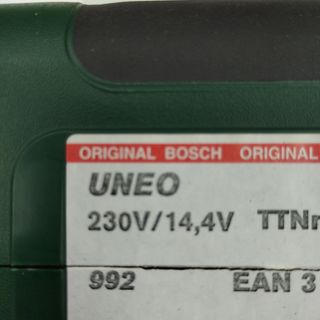 ORIGINAL BOSCH ORIGINAL
UNEO
230V/14,4V TTNr
992 EAN 3